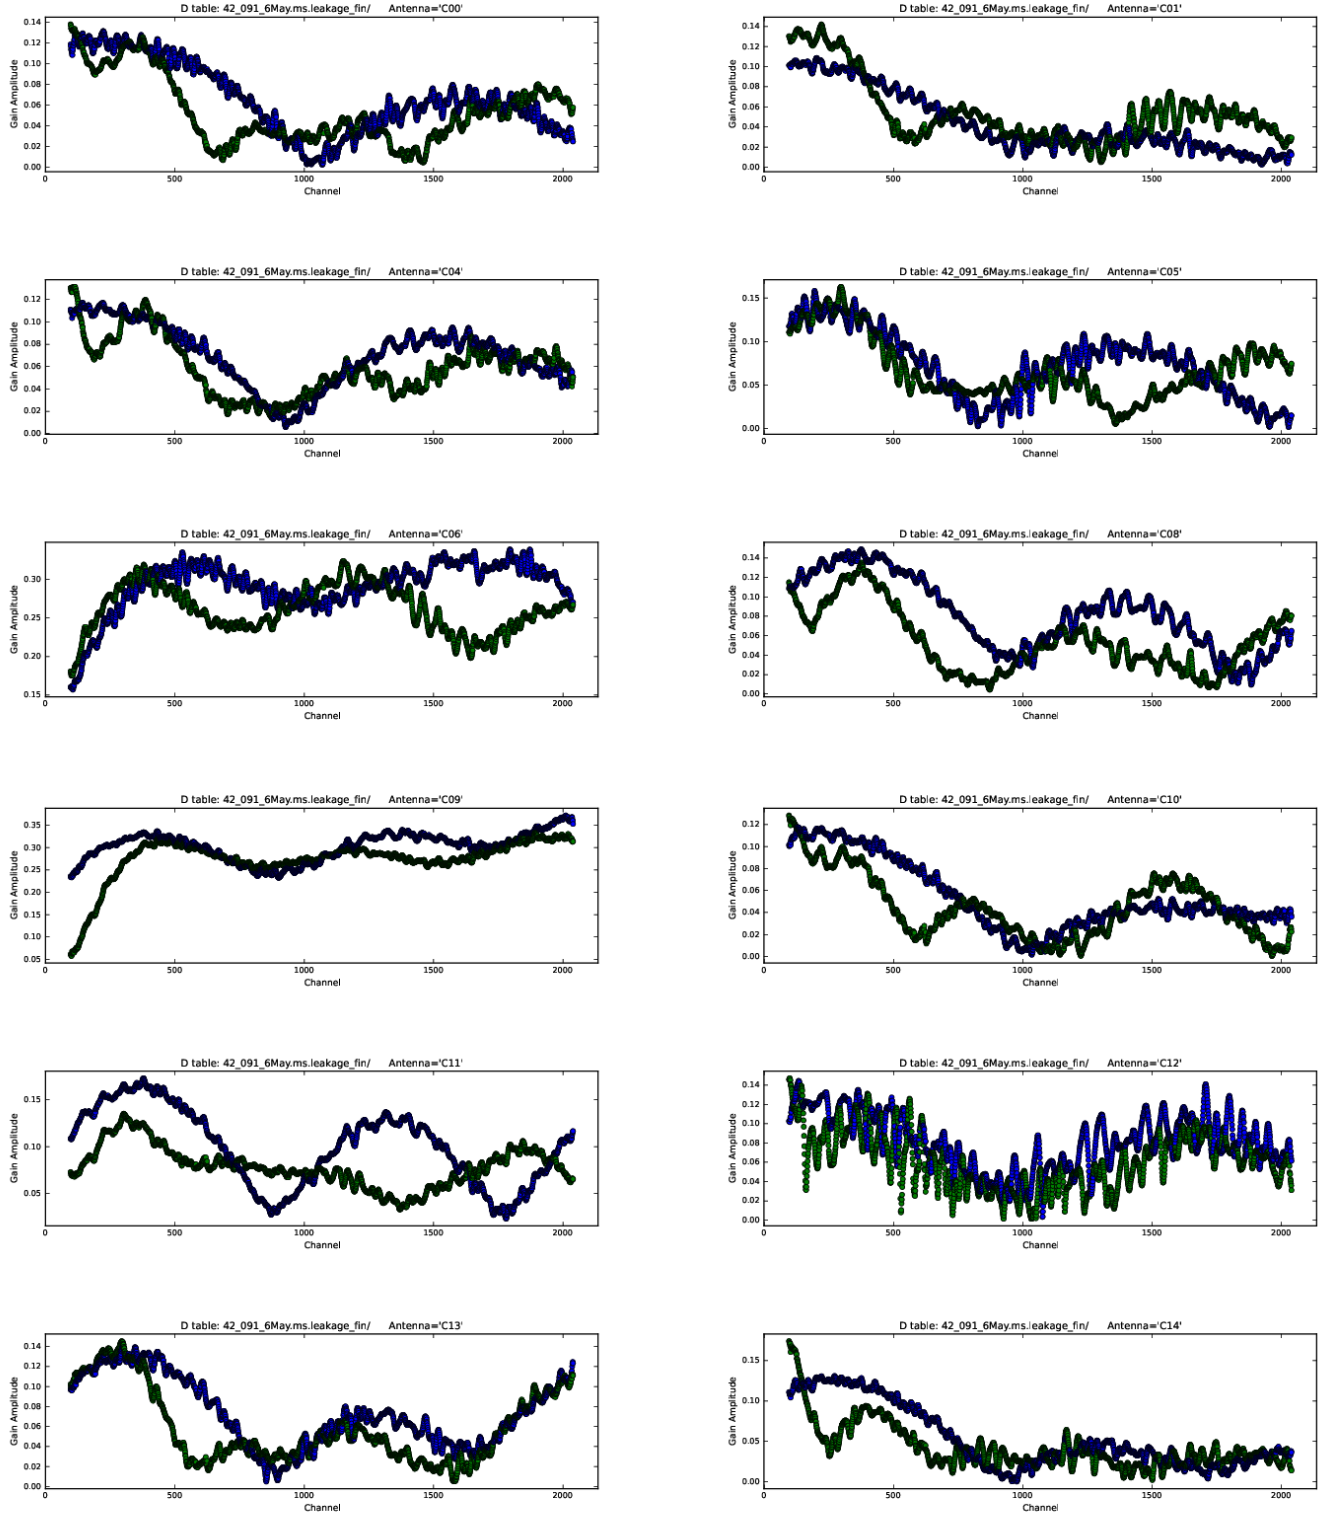 D table: 42_091_6May.ms.leakage_fin/ Antenna='C00'
0.14
0.12
0.10
0.08
0.06
0.04
0.02
0.00
Gain Amplitude
0 500 1000 1500 2000
Channel
D table: 42_091_6May.ms.leakage_fin/ Antenna='C01'
0.14
0.12
0.10
0.08
0.06
0.04
0.02
0.00
Gain Amplitude
0 500 1000 1500 2000
Channel
D table: 42_091_6May.ms.leakage_fin/ Antenna='C04'
0.12
0.10
0.08
0.06
0.04
0.02
0.00
Gain Amplitude
0 500 1000 1500 2000
Channel
D table: 42_091_6May.ms.leakage_fin/ Antenna='C05'
0.15
0.10
0.05
0.00
Gain Amplitude
0 500 1000 1500 2000
Channel
D table: 42_091_6May.ms.leakage_fin/ Antenna='C06'
0.30
0.25
0.20
0.15
Gain Amplitude
0 500 1000 1500 2000
Channel
D table: 42_091_6May.ms.leakage_fin/ Antenna='C08'
0.14
0.12
0.10
0.08
0.06
0.04
0.02
0.00
Gain Amplitude
0 500 1000 1500 2000
Channel
D table: 42_091_6May.ms.leakage_fin/ Antenna='C09'
0.35
0.30
0.25
0.20
0.15
0.10
0.05
Gain Amplitude
0 500 1000 1500 2000
Channel
D table: 42_091_6May.ms.leakage_fin/ Antenna='C10'
0.12
0.10
0.08
0.06
0.04
0.02
0.00
Gain Amplitude
0 500 1000 1500 2000
Channel
D table: 42_091_6May.ms.leakage_fin/ Antenna='C11'
0.15
0.10
0.05
Gain Amplitude
0 500 1000 1500 2000
Channel
D table: 42_091_6May.ms.leakage_fin/ Antenna='C12'
0.14
0.12
0.10
0.08
0.06
0.04
0.02
0.00
Gain Amplitude
0 500 1000 1500 2000
Channel
D table: 42_091_6May.ms.leakage_fin/ Antenna='C13'
0.14
0.12
0.10
0.08
0.06
0.04
0.02
0.00
Gain Amplitude
0 500 1000 1500 2000
Channel
D table: 42_091_6May.ms.leakage_fin/ Antenna='C14'
0.15
0.10
0.05
0.00
Gain Amplitude
0 500 1000 1500 2000
Channel